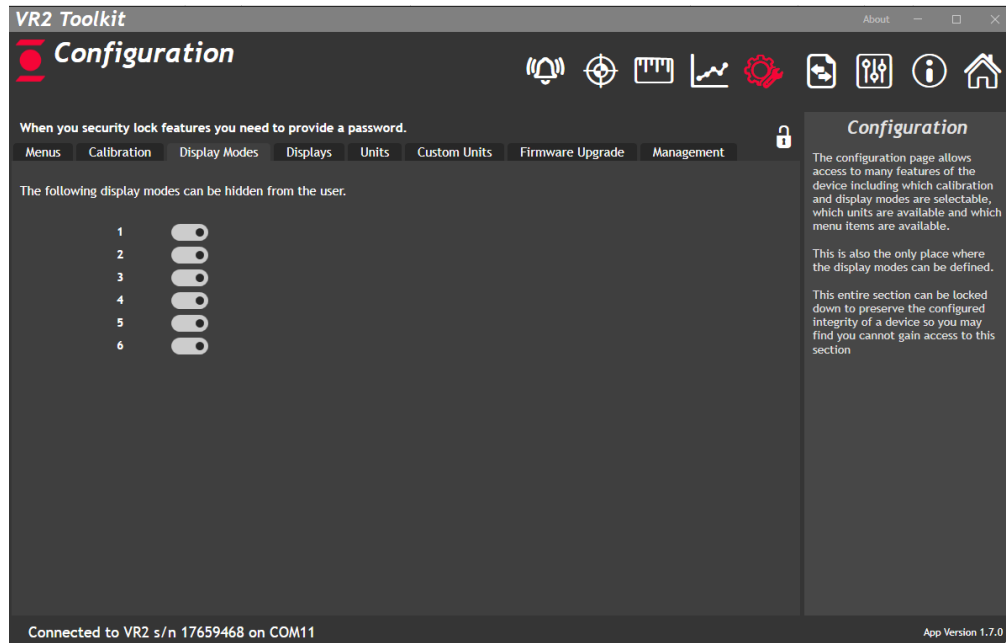 VR2 Toolkit
About
Configuration
When you security lock features you need to provide a password.
Menus Calibration Display Modes Displays Units Custom Units Firmware Upgrade Management
The following display modes can be hidden from the user.
1
2
3
4
5
6
Configuration
The configuration page allows
access to many features of the
device including which calibration
and display modes are selectable,
which units are available and which
menu items are available.
This is also the only place where
the display modes can be defined.
This entire section can be locked
down to preserve the configured
integrity of a device so you may
find you cannot gain access to this
section
Connected to VR2 s/n 17659468 on COM11
App Version 1.7.0